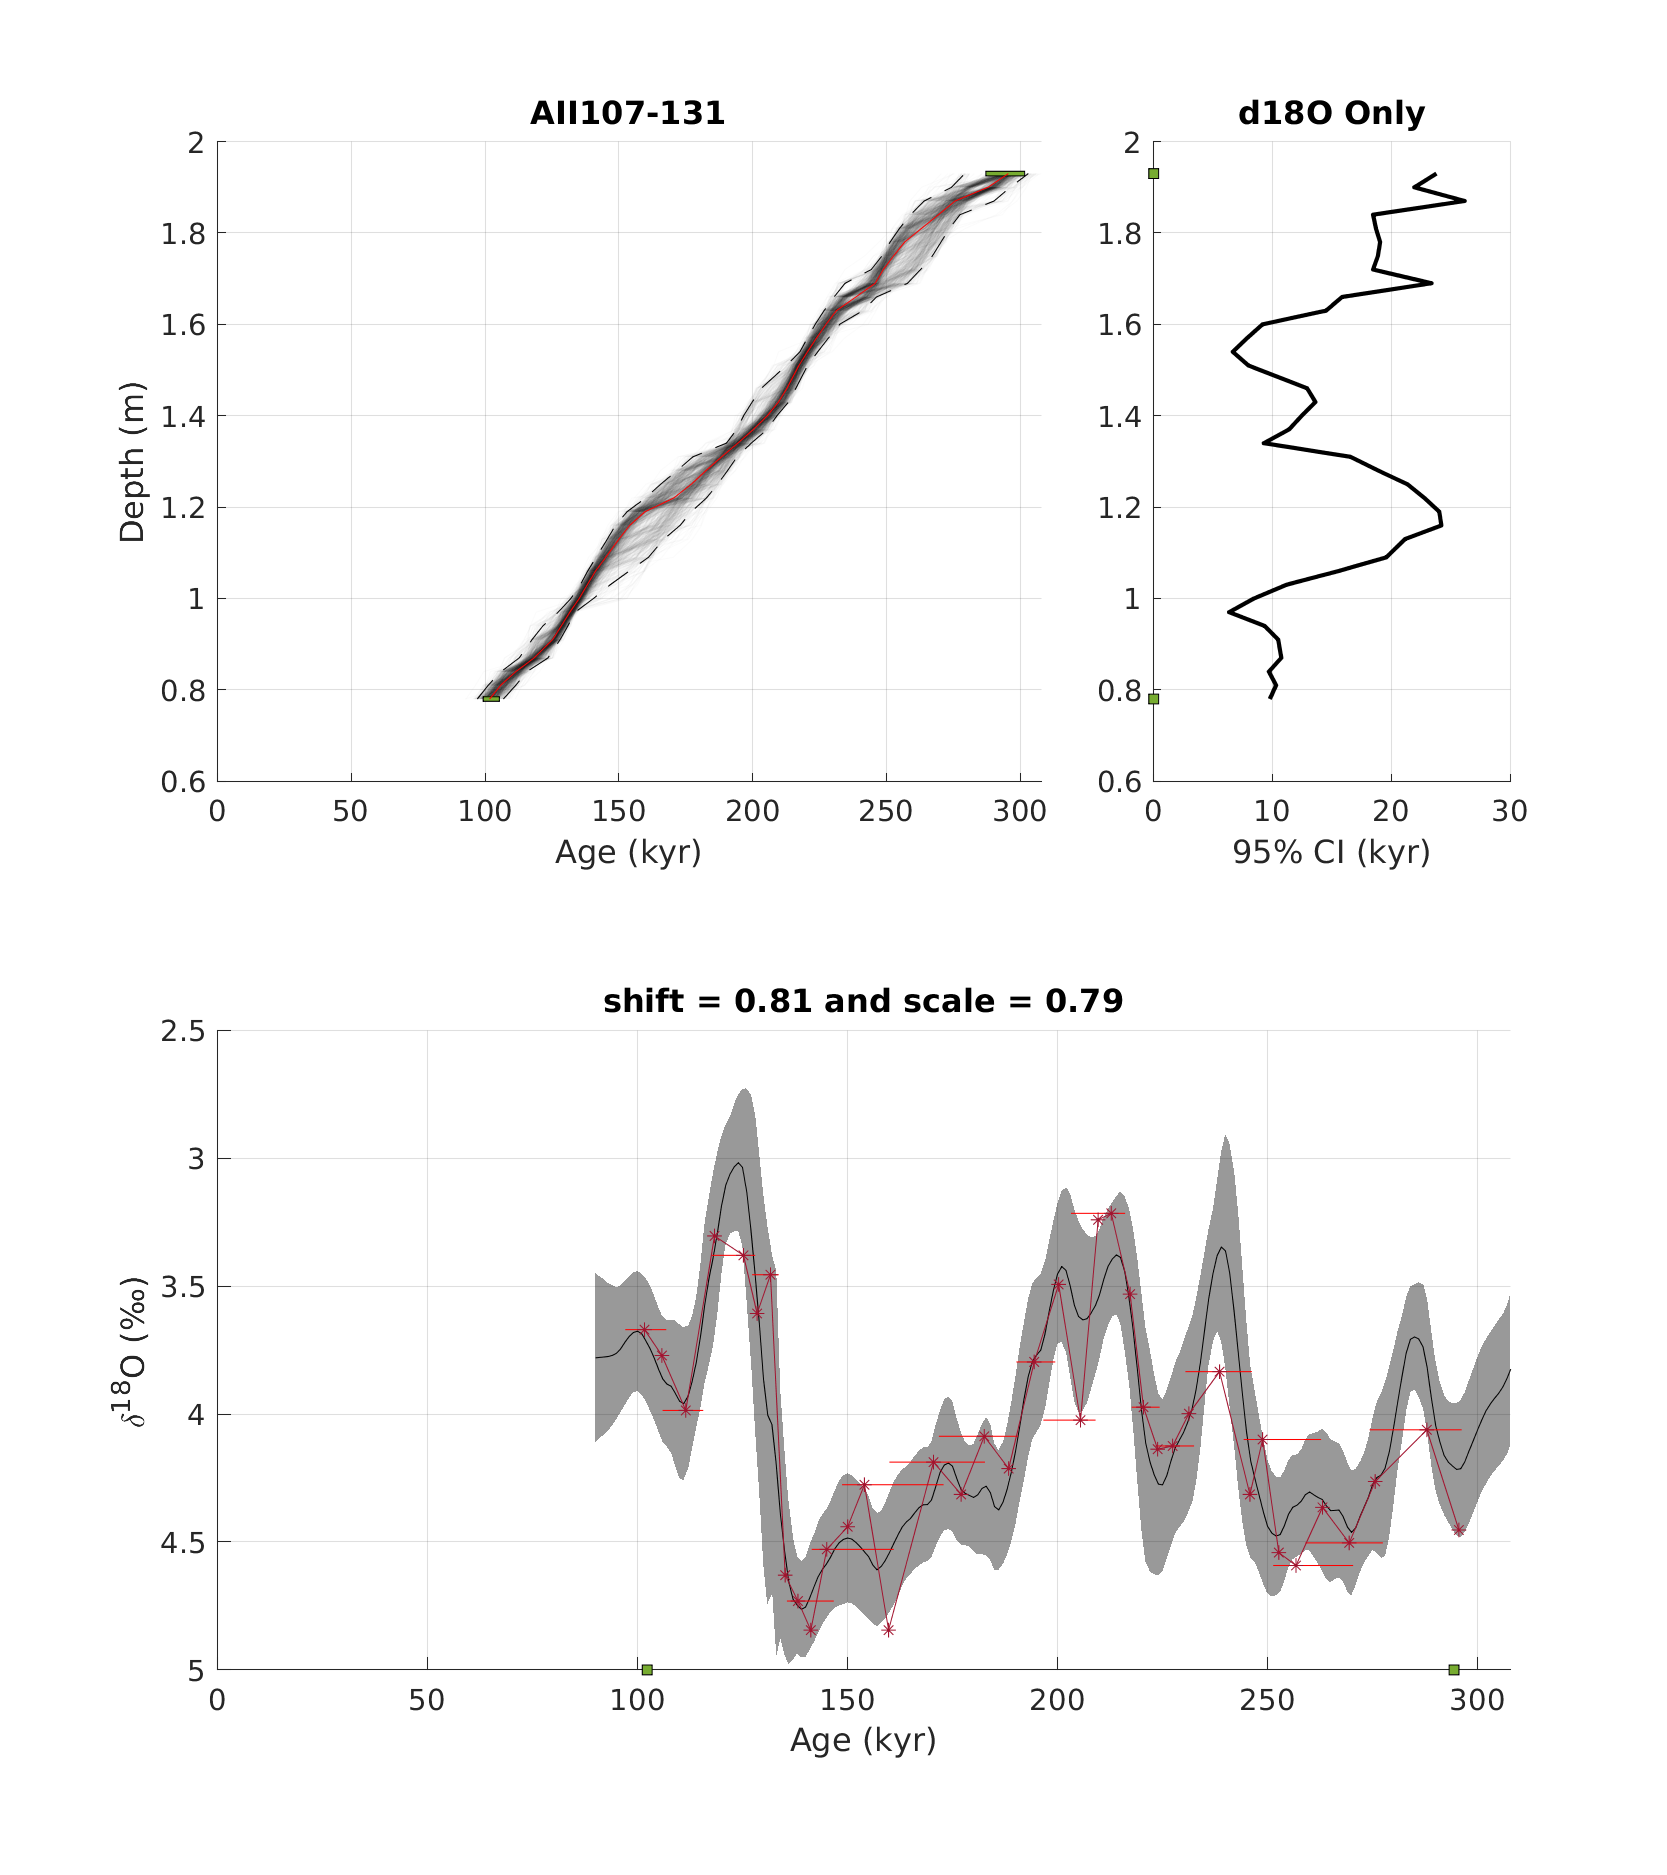 AII107-131
d18O Only
2
1.8
1.6
1.4
1.2
1
0.8
0.6
Depth (m)
0 50 100 150 200 250 300
Age (kyr)
2
1.8
1.6
1.4
1.2
1
0.8
0.6
0 10 20 30
95% CI (kyr)
shift = 0.81 and scale = 0.79
2.5
3
3.5
4
4.5
5
δ¹⁸O (‰)
0 50 100 150 200 250 300
Age (kyr)